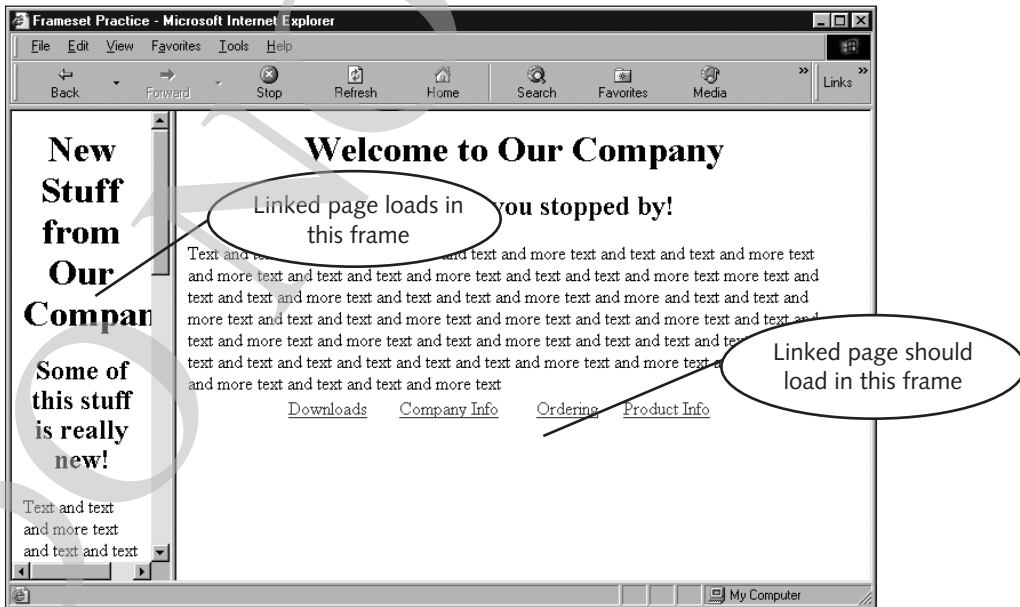 Frameset Practice - Microsoft Internet Explorer
File Edit View Favorites Tools Help
Back Forward Stop Refresh Home Search Favorites Media » Links »
New
Stuff
from
Our
Compan
Some of
this stuff
is really
new!
Text and text
and more text
and text and text
Welcome to Our Company
you stopped by!
Text and and text and more text and text and text and more text
and more text and text and text and more text and text and text and more text more text and
text and text and more text and text and text and more text and more and text and text and
more text and text and text and more text and more text and text and more text and text and
text and more text and more text and text and more text and text and text and
text and text and text and text and text and text and more text and more text
and more text and text and text and more text
Downloads Company Info Ordering Product Info
Linked page loads in
this frame
Linked page should
load in this frame
My Computer